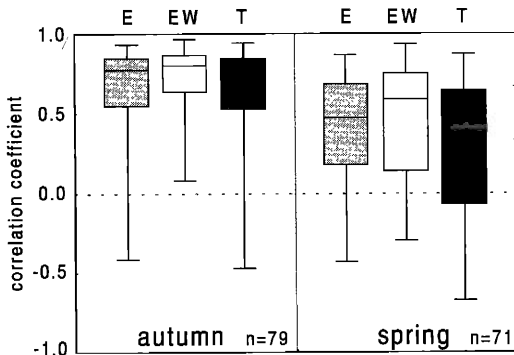 E EW T E EW T
1.0
0.5
0.0
-0.5
-1.0
correlation coefficient
autumn n=79 spring n=71